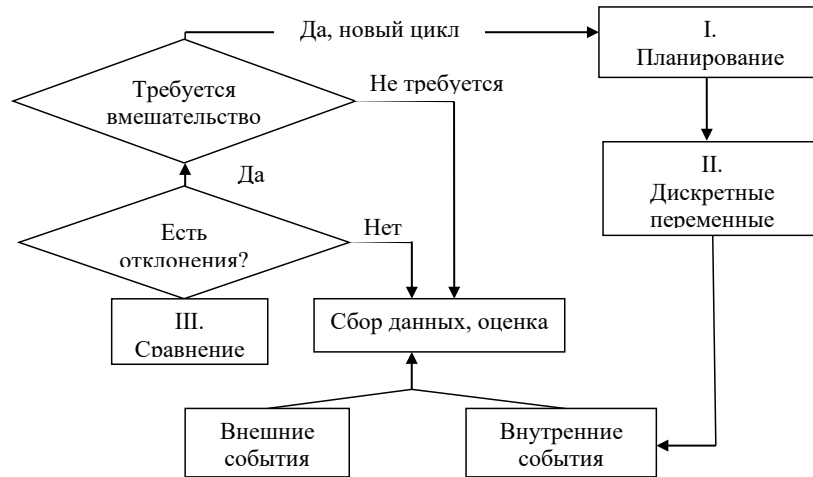 Да, новый цикл
I.
Планирование
Требуется
вмешательство
Не требуется
II.
Дискретные
переменные
Да
Есть
отклонения?
Нет
III.
Сравнение
Сбор данных, оценка
Внешние
события
Внутренние
события